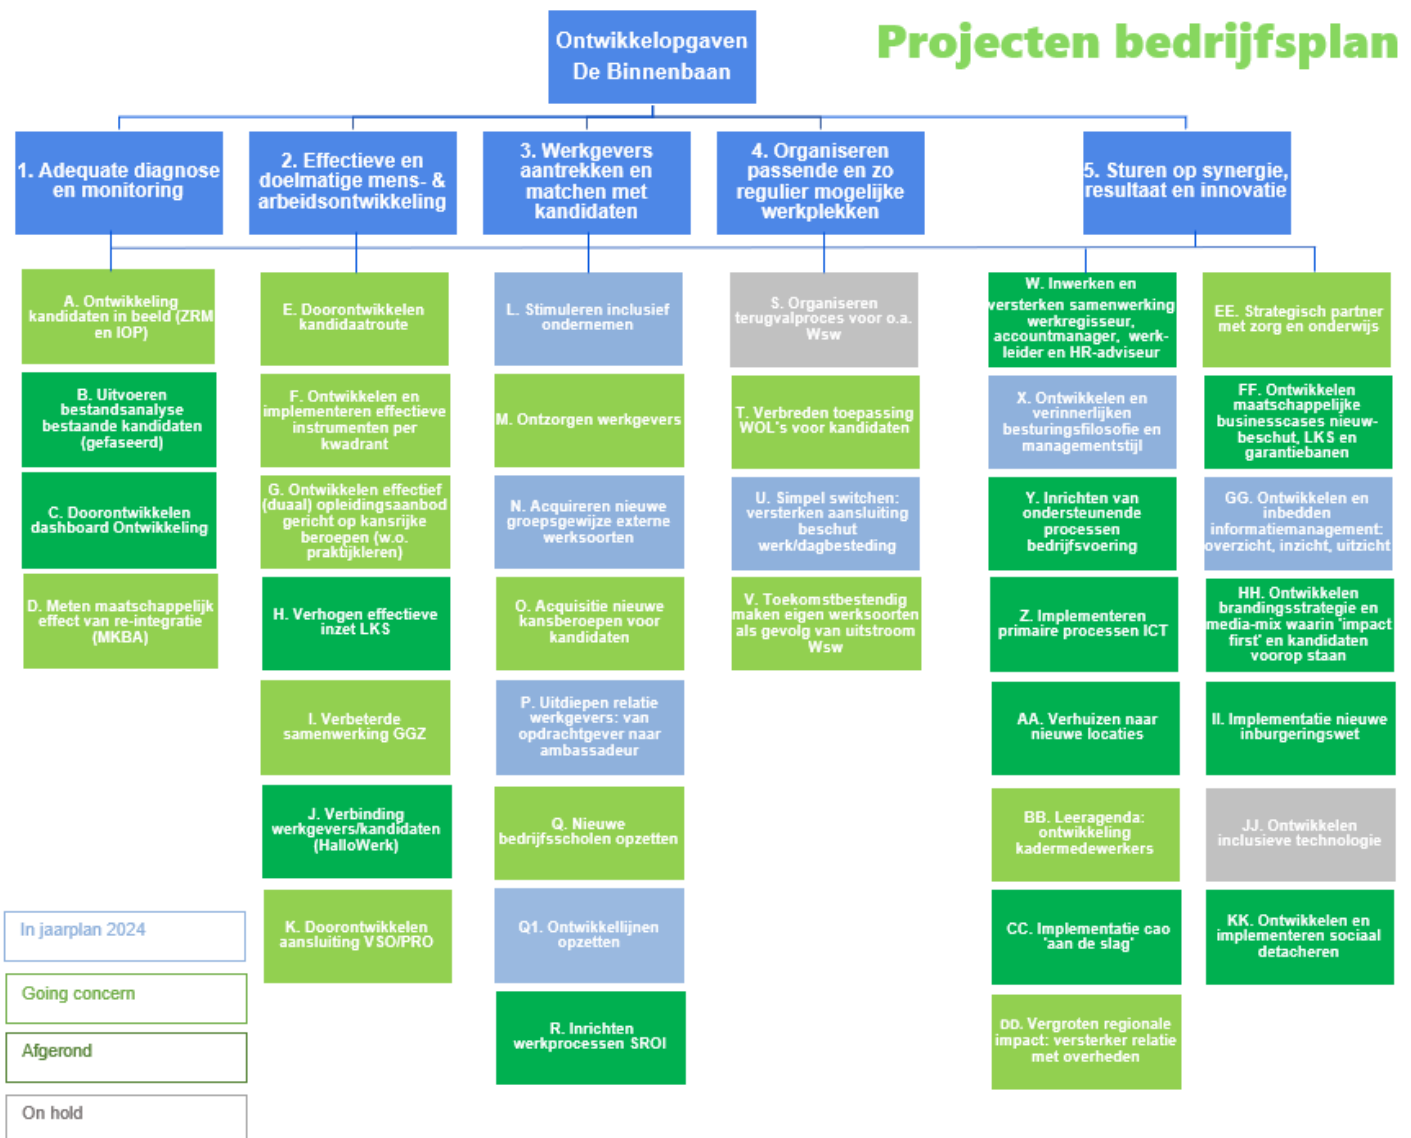 Projecten bedrijfsplan
Ontwikkelopgaven
De Binnenbaan
1. Adequate diagnose
en monitoring
2. Effectieve en
doelmatige mens- &
arbeidsontwikkeling
3. Werkgevers
aantrekken en
matchen met
kandidaten
4. Organiseren
passende en zo
regulier mogelijke
werkplekken
5. Sturen op synergie,
resultaat en innovatie
A. Ontwikkeling
kandidaten in beeld (ZRM
en IOP)
B. Uitvoeren
bestandsanalyse
bestaande kandidaten
(gefaseerd)
C. Doorontwikkelen
dashboard Ontwikkeling
D. Meten maatschappelijk
effect van re-integratie
(MKBA)
E. Doorontwikkelen
kandidaatroute
F. Ontwikkelen en
implementeren effectieve
instrumenten per
kwadrant
G. Ontwikkelen effectief
(duaal) opleidingsaanbod
gericht op kansrijke
beroepen (w.o.
praktijkleren)
H. Verhogen effectieve
inzet LKS
I. Verbeterde
samenwerking GGZ
J. Verbinding
werkgevers/kandidaten
(HalloWerk)
K. Doorontwikkelen
aansluiting VSO/PRO
L. Stimuleren inclusief
ondernemen
M. Ontzorgen werkgevers
N. Acquireren nieuwe
groepsgewijze externe
werksoorten
O. Acquisitie nieuwe
kansberoepen voor
kandidaten
P. Uitdiepen relatie
werkgevers: van
opdrachtgever naar
ambassadeur
Q. Nieuwe
bedrijfsscholen opzetten
Q1. Ontwikkellijnen
opzetten
R. Inrichten
werkprocessen SROI
S. Organiseren
terugvalproces voor o.a.
Wsw
T. Verbreden toepassing
WOL's voor kandidaten
U. Simpel switchen:
versterken aansluiting
beschut
werk/dagbesteding
V. Toekomstbestendig
maken eigen werksoorten
als gevolg van uitstroom
Wsw
W. Inwerken en
versterken samenwerking
werkregisseur,
accountmanager, werk-
leider en HR-adviseur
X. Ontwikkelen en
verinnerlijken
besturingsfilosofie en
managementstijl
Y. Inrichten van
ondersteunende
processen
bedrijfsvoering
Z. Implementeren
primaire processen ICT
AA. Verhuizen naar
nieuwe locaties
BB. Leeragenda:
ontwikkeling
kadermedewerkers
CC. Implementatie cao
'aan de slag'
DD. Vergroten regionale
impact: versterker relatie
met overheden
EE. Strategisch partner
met zorg en onderwijs
FF. Ontwikkelen
maatschappelijke
businesscases nieuw-
beschut, LKS en
garantiebanen
GG. Ontwikkelen en
inbedden
informatiemanagement:
overzicht, inzicht, uitzicht
HH. Ontwikkelen
brandingsstrategie en
media-mix waarin 'impact
first' en kandidaten
voorop staan
II. Implementatie nieuwe
inburgeringswet
JJ. Ontwikkelen
inclusieve technologie
KK. Ontwikkelen en
implementeren sociaal
detacheren
In jaarplan 2024
Going concern
Afgerond
On hold